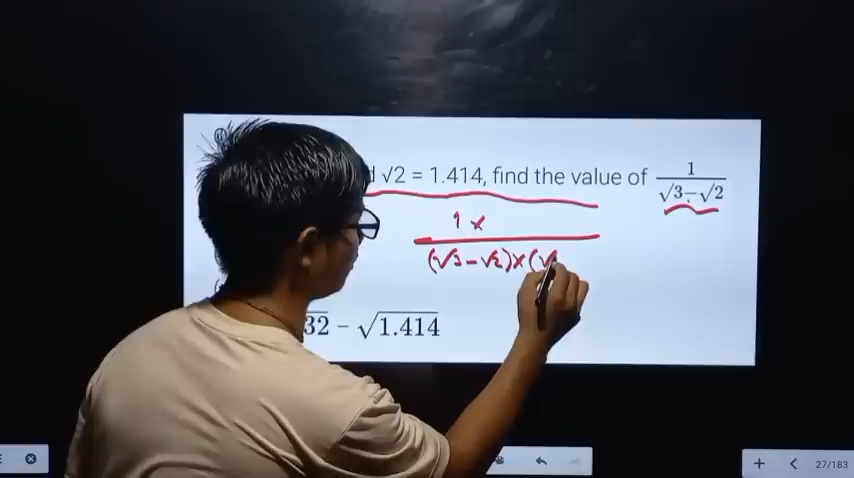 √2 = 1.414, find the value of 1/(√3-√2)
1 ×
(√3-√2)×(√
32 - √1.414
27/183